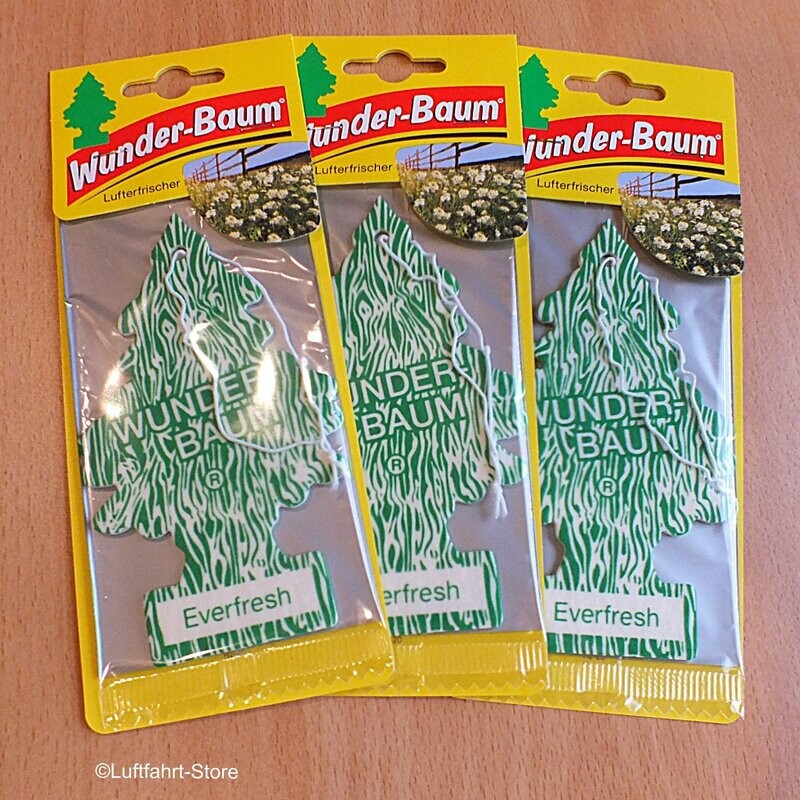 Wunder-Baum®
Lufterfrischer
WUNDER-
BAUM
®
Everfresh
Wunder-Baum®
Lufterfrischer
UNDER-
BAUM
®
erfresh
Wunder-Baum®
Lufterfrischer
WUNDER-
BAUM
®
Everfresh
©Luftfahrt-Store